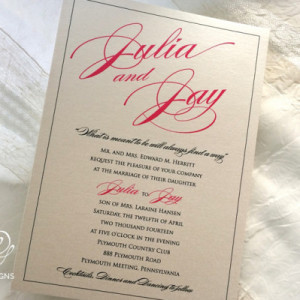 Julia
and
Jay
"What is meant to be will always find a way"
Mr. and Mrs. Edward M. Herbitt
request the pleasure of your company
at the marriage of their daughter
Julia to Jay
son of Mrs. Laraine Hansen
Saturday, the twelfth of April
two thousand fourteen
at five o'clock in the evening
Plymouth Country Club
888 Plymouth Road
Plymouth Meeting, Pennsylvania
Cocktails, Dinner and Dancing to follow
GNS